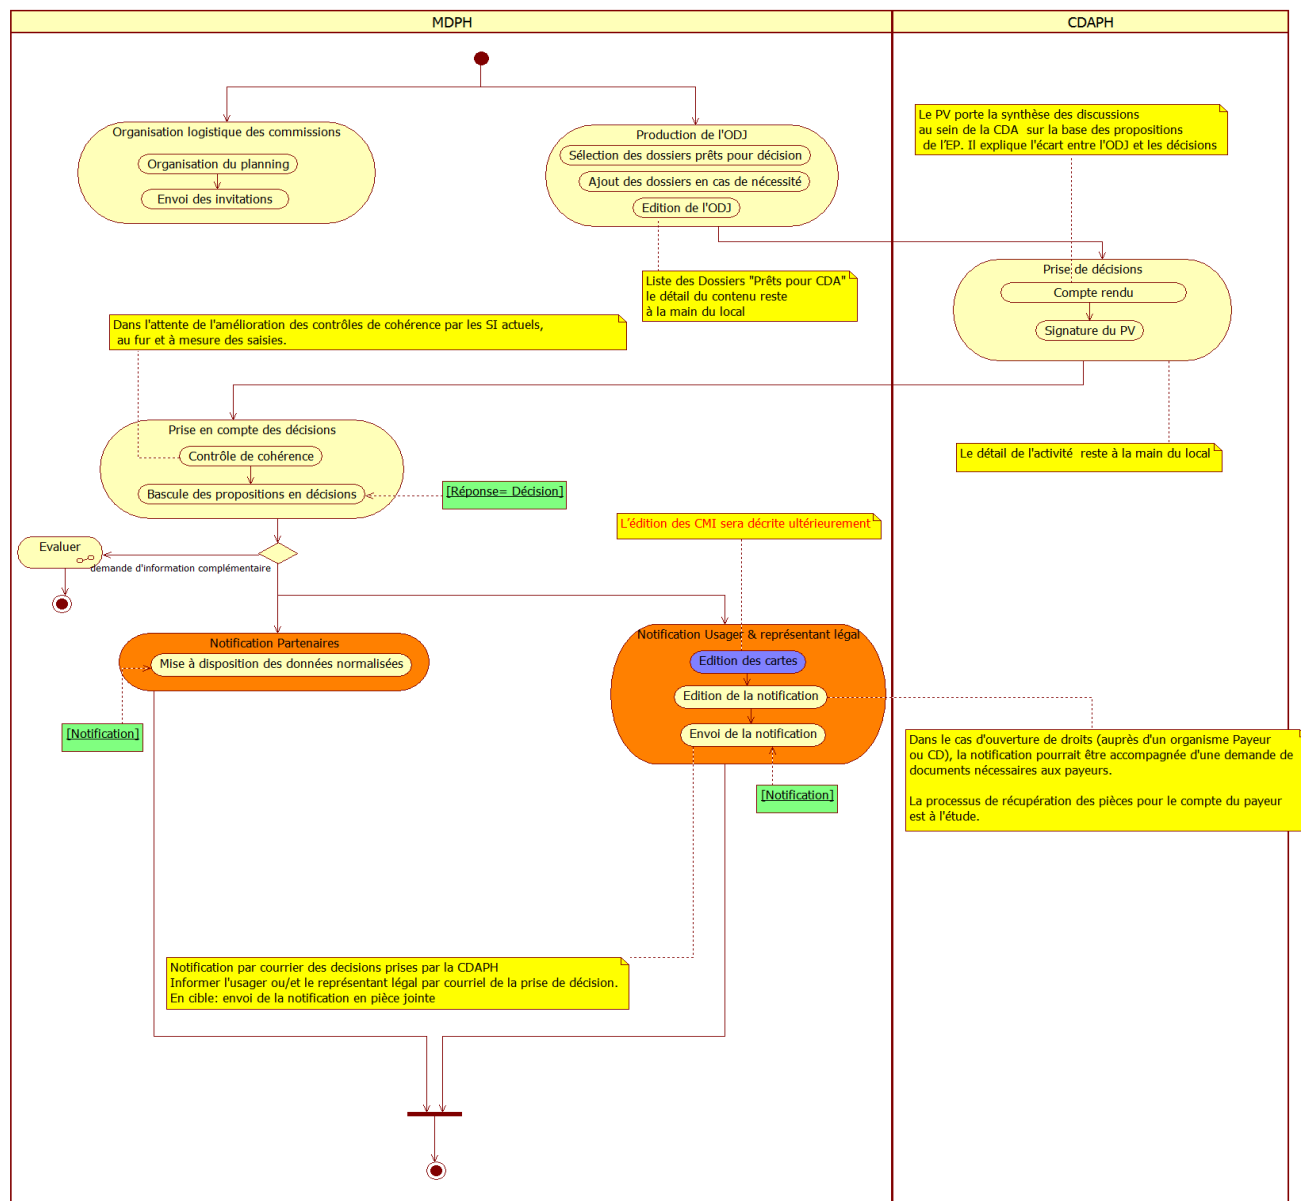 MDPH
CDAPH
Organisation logistique des commissions
Organisation du planning
Envoi des invitations
Production de l'ODJ
Sélection des dossiers prêts pour décision
Ajout des dossiers en cas de nécessité
Edition de l'ODJ
Le PV porte la synthèse des discussions
au sein de la CDA sur la base des propositions
de l'EP. Il explique l'écart entre l'ODJ et les décisions
Liste des Dossiers "Prêts pour CDA"
le détail du contenu reste
à la main du local
Prise de décisions
Compte rendu
Signature du PV
Dans l'attente de l'amélioration des contrôles de cohérence par les SI actuels,
au fur et à mesure des saisies.
Prise en compte des décisions
Contrôle de cohérence
Bascule des propositions en décisions
[Réponse= Décision]
Le détail de l'activité reste à la main du local
L'édition des CMI sera décrite ultérieurement
Evaluer
demande d'information complémentaire
Notification Partenaires
Mise à disposition des données normalisées
[Notification]
Notification Usager & représentant légal
Edition des cartes
Edition de la notification
Envoi de la notification
[Notification]
Dans le cas d'ouverture de droits (auprès d'un organisme Payeur
ou CD), la notification pourrait être accompagnée d'une demande de
documents nécessaires aux payeurs.
La processus de récupération des pièces pour le compte du payeur
est à l'étude.
Notification par courrier des decisions prises par la CDAPH
Informer l'usager ou/et le représentant légal par courriel de la prise de décision.
En cible: envoi de la notification en pièce jointe